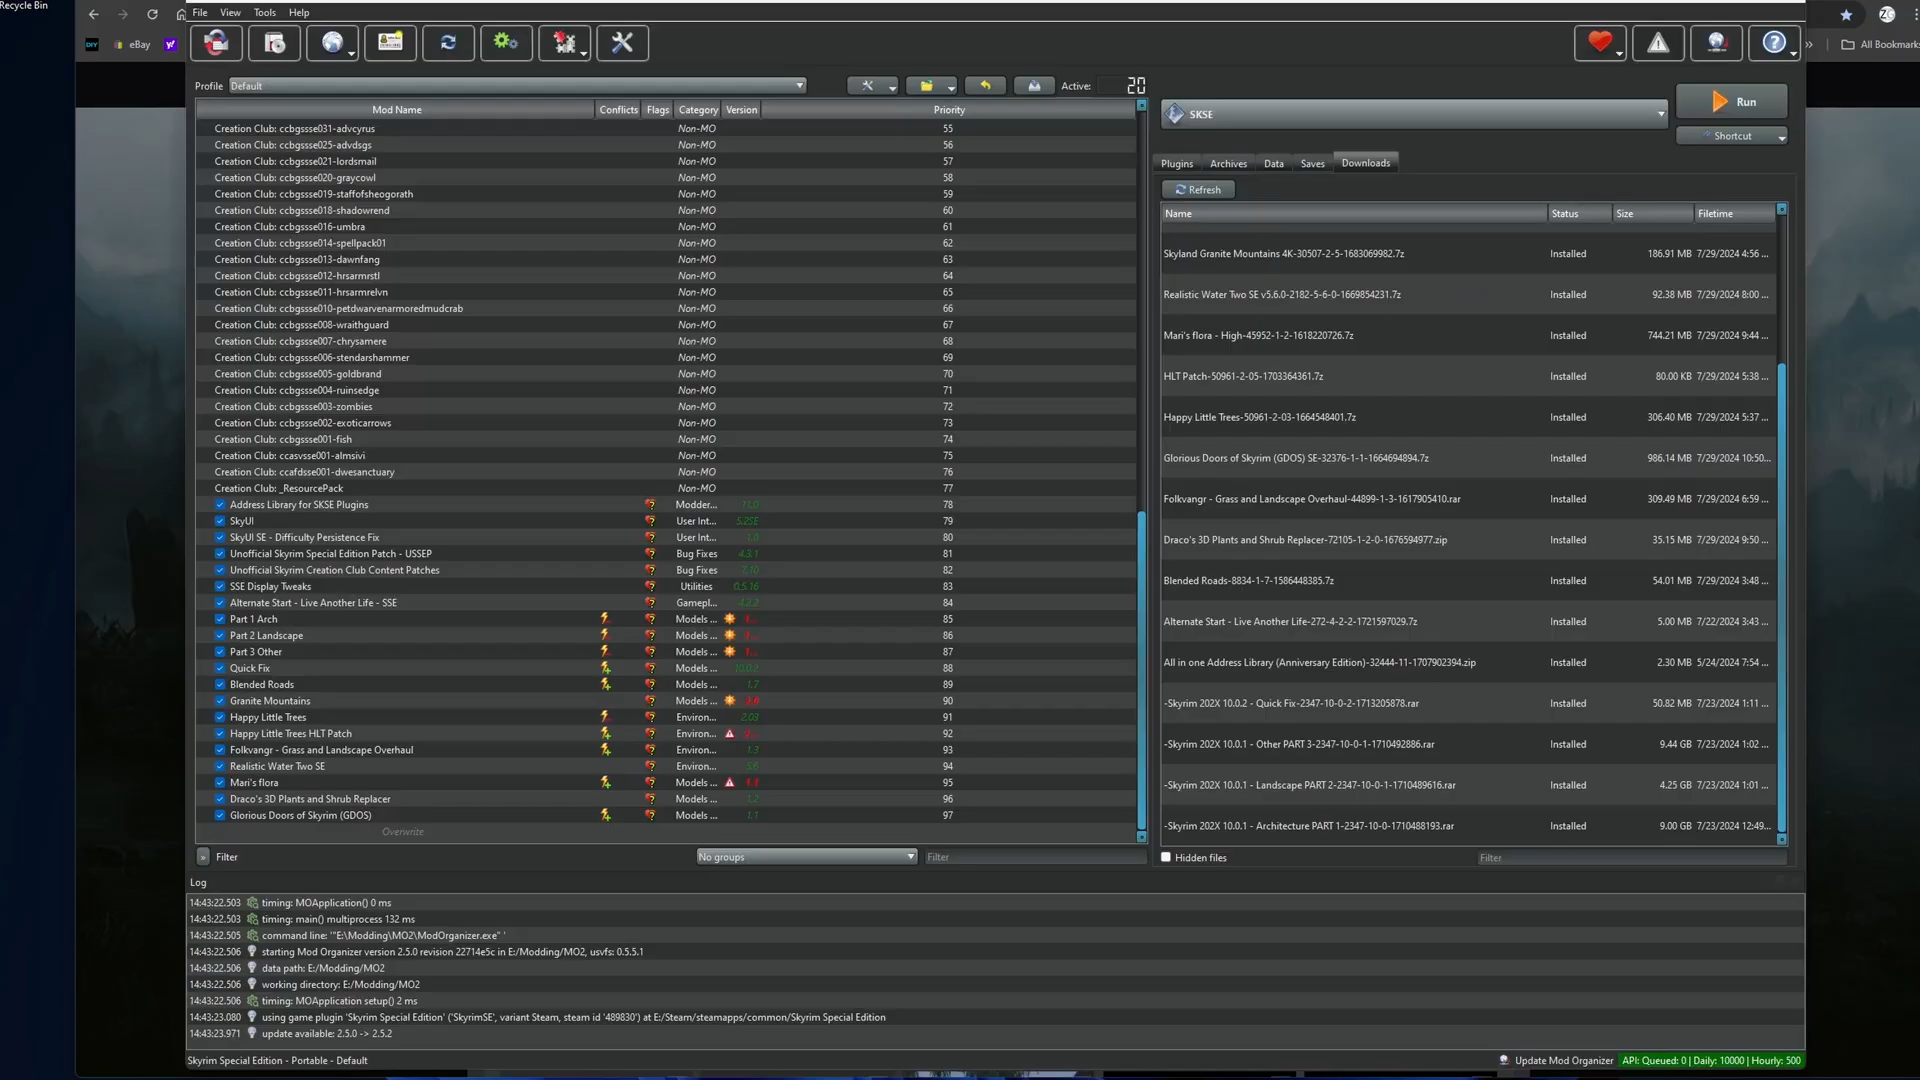 Recycle Bin
File View Tools Help
eBay
All Bookmarks
Profile Default Active: 20
Mod Name Conflicts Flags Category Version Priority
Creation Club: ccbgssse031-advcyrus Non-MO 55
Creation Club: ccbgssse025-advdsgs Non-MO 56
Creation Club: ccbgssse021-lordsmail Non-MO 57
Creation Club: ccbgssse020-graycowl Non-MO 58
Creation Club: ccbgssse019-staffofsheogorath Non-MO 59
Creation Club: ccbgssse018-shadowrend Non-MO 60
Creation Club: ccbgssse016-umbra Non-MO 61
Creation Club: ccbgssse014-spellpack01 Non-MO 62
Creation Club: ccbgssse013-dawnfang Non-MO 63
Creation Club: ccbgssse012-hrsarmrstl Non-MO 64
Creation Club: ccbgssse011-hrsarmrelvn Non-MO 65
Creation Club: ccbgssse010-petdwarvenarmoredmudcrab Non-MO 66
Creation Club: ccbgssse008-wraithguard Non-MO 67
Creation Club: ccbgssse007-chrysamere Non-MO 68
Creation Club: ccbgssse006-stendarshammer Non-MO 69
Creation Club: ccbgssse005-goldbrand Non-MO 70
Creation Club: ccbgssse004-ruinsedge Non-MO 71
Creation Club: ccbgssse003-zombies Non-MO 72
Creation Club: ccbgssse002-exoticarrows Non-MO 73
Creation Club: ccbgssse001-fish Non-MO 74
Creation Club: ccasvsse001-almsivi Non-MO 75
Creation Club: ccafdsse001-dwesanctuary Non-MO 76
Creation Club: _ResourcePack Non-MO 77
Address Library for SKSE Plugins Modder... 78
SkyUI User Int... 5.2SE 79
SkyUI SE - Difficulty Persistence Fix User Int... 1.0 80
Unofficial Skyrim Special Edition Patch - USSEP Bug Fixes 4.3.1 81
Unofficial Skyrim Creation Club Content Patches Bug Fixes 7.10 82
SSE Display Tweaks Utilities 0.5.16 83
Alternate Start - Live Another Life - SSE Gamepl... 4.2.2 84
Part 1 Arch Models ... 85
Part 2 Landscape Models ... 86
Part 3 Other Models ... 87
Quick Fix Models ... 10.0.2 88
Blended Roads Models ... 1.7 89
Granite Mountains Models ... 90
Happy Little Trees Environ... 2.03 91
Happy Little Trees HLT Patch Environ... 92
Folkvangr - Grass and Landscape Overhaul Environ... 1.3 93
Realistic Water Two SE Environ... 5.6 94
Mari's flora Models ... 95
Draco's 3D Plants and Shrub Replacer Models ... 1.2 96
Glorious Doors of Skyrim (GDOS) Models ... 1.1 97
Overwrite
» Filter No groups Filter
SKSE
Run
Shortcut
Plugins Archives Data Saves Downloads
Refresh
Name Status Size Filetime
Skyland Granite Mountains 4K-30507-2-5-1683069982.7z Installed 186.91 MB 7/29/2024 4:56 ...
Realistic Water Two SE v5.6.0-2182-5-6-0-1669854231.7z Installed 92.38 MB 7/29/2024 8:00 ...
Mari's flora - High-45952-1-2-1618220726.7z Installed 744.21 MB 7/29/2024 9:44 ...
HLT Patch-50961-2-05-1703364361.7z Installed 80.00 KB 7/29/2024 5:38 ...
Happy Little Trees-50961-2-03-1664548401.7z Installed 306.40 MB 7/29/2024 5:37 ...
Glorious Doors of Skyrim (GDOS) SE-32376-1-1-1664694894.7z Installed 986.14 MB 7/29/2024 10:50...
Folkvangr - Grass and Landscape Overhaul-44899-1-3-1617905410.rar Installed 309.49 MB 7/29/2024 6:59 ...
Draco's 3D Plants and Shrub Replacer-72105-1-2-0-1676594977.zip Installed 35.15 MB 7/29/2024 9:50 ...
Blended Roads-8834-1-7-1586448385.7z Installed 54.01 MB 7/29/2024 3:48 ...
Alternate Start - Live Another Life-272-4-2-2-1721597029.7z Installed 5.00 MB 7/22/2024 3:43 ...
All in one Address Library (Anniversary Edition)-32444-11-1707902394.zip Installed 2.30 MB 5/24/2024 7:54 ...
-Skyrim 202X 10.0.2 - Quick Fix-2347-10-0-2-1713205878.rar Installed 50.82 MB 7/23/2024 1:11 ...
-Skyrim 202X 10.0.1 - Other PART 3-2347-10-0-1-1710492886.rar Installed 9.44 GB 7/23/2024 1:02 ...
-Skyrim 202X 10.0.1 - Landscape PART 2-2347-10-0-1-1710489616.rar Installed 4.25 GB 7/23/2024 1:01 ...
-Skyrim 202X 10.0.1 - Architecture PART 1-2347-10-0-1710488193.rar Installed 9.00 GB 7/23/2024 12:49...
Hidden files Filter
Log
14:43:22.503 timing: MOApplication() 0 ms
14:43:22.503 timing: main() multiprocess 132 ms
14:43:22.505 command line: '"E:\Modding\MO2\ModOrganizer.exe" '
14:43:22.506 starting Mod Organizer version 2.5.0 revision 22714e5c in E:/Modding/MO2, usvfs: 0.5.5.1
14:43:22.506 data path: E:/Modding/MO2
14:43:22.506 working directory: E:/Modding/MO2
14:43:22.506 timing: MOApplication setup() 2 ms
14:43:23.080 using game plugin 'Skyrim Special Edition' ('SkyrimSE', variant Steam, steam id '489830') at E:/Steam/steamapps/common/Skyrim Special Edition
14:43:23.971 update available: 2.5.0 -> 2.5.2
Skyrim Special Edition - Portable - Default Update Mod Organizer API: Queued: 0 | Daily: 10000 | Hourly: 500